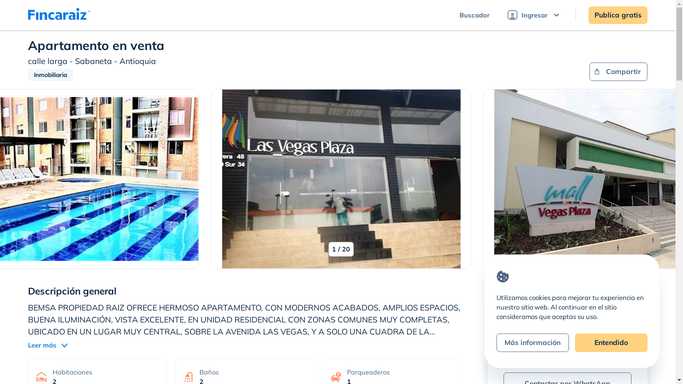 Fincaraiz
Buscador
Ingresar
Publica gratis
Apartamento en venta
calle larga - Sabaneta - Antioquia
Inmobiliaria
Compartir
Las Vegas Plaza
era 48
Sur 34
1 / 20
mall
Vegas Plaza
Descripción general
BEMSA PROPIEDAD RAIZ OFRECE HERMOSO APARTAMENTO, CON MODERNOS ACABADOS, AMPLIOS ESPACIOS,
BUENA ILUMINACIÓN, VISTA EXCELENTE, EN UNIDAD RESIDENCIAL CON ZONAS COMUNES MUY COMPLETAS,
UBICADO EN UN LUGAR MUY CENTRAL, SOBRE LA AVENIDA LAS VEGAS, Y A SOLO UNA CUADRA DE LA...
Leer más
Habitaciones
2
Baños
2
Parqueaderos
1
Utilizamos cookies para mejorar tu experiencia en
nuestro sitio web. Al continuar en el sitio
consideramos que aceptas su uso.
Más información
Entendido
Contactar por WhatsApp